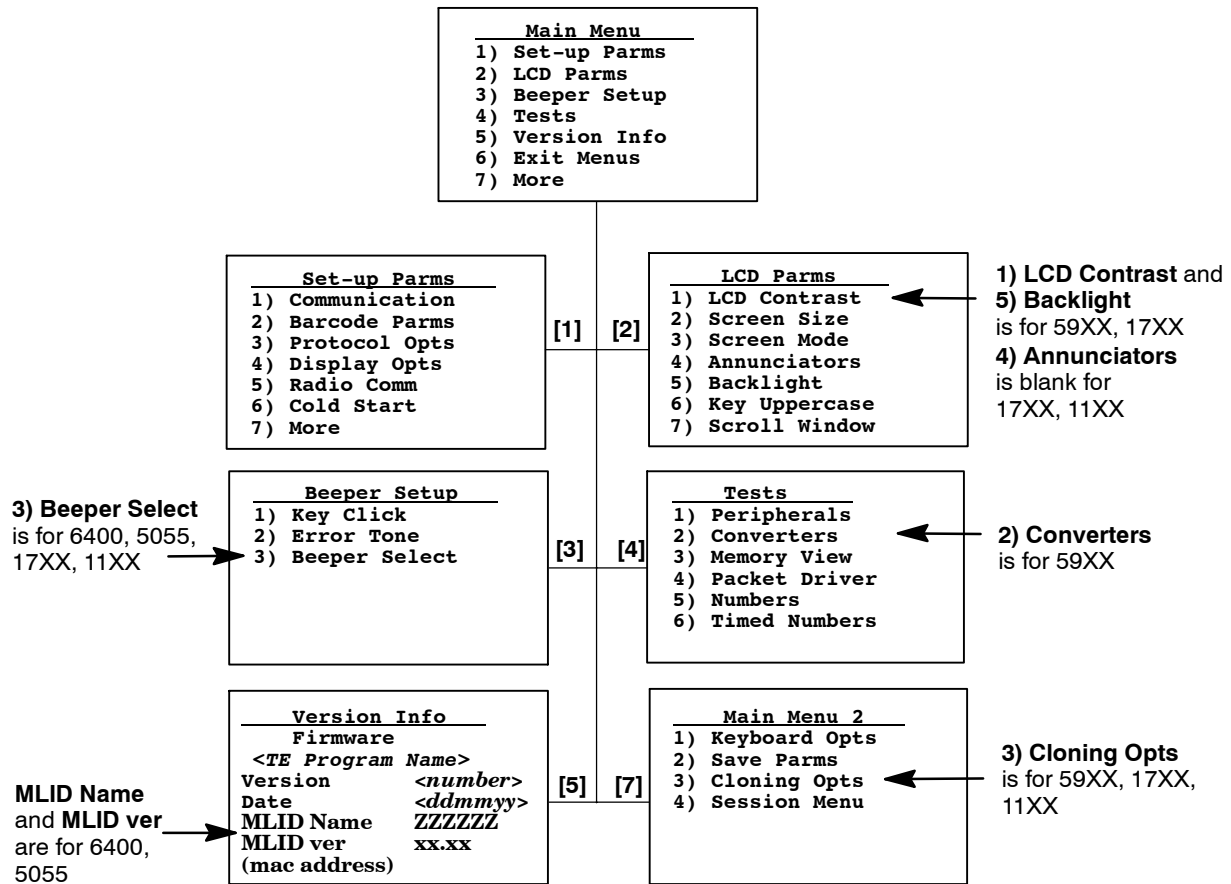 Main Menu
1) Set-up Parms
2) LCD Parms
3) Beeper Setup
4) Tests
5) Version Info
6) Exit Menus
7) More
Set-up Parms
1) Communication
2) Barcode Parms
3) Protocol Opts
4) Display Opts
5) Radio Comm
6) Cold Start
7) More
[1]
[2]
LCD Parms
1) LCD Contrast
2) Screen Size
3) Screen Mode
4) Annunciators
5) Backlight
6) Key Uppercase
7) Scroll Window
1) LCD Contrast and
5) Backlight
is for 59XX, 17XX
4) Annunciators
is blank for
17XX, 11XX
3) Beeper Select
is for 6400, 5055,
17XX, 11XX
Beeper Setup
1) Key Click
2) Error Tone
3) Beeper Select
[3]
[4]
Tests
1) Peripherals
2) Converters
3) Memory View
4) Packet Driver
5) Numbers
6) Timed Numbers
2) Converters
is for 59XX
MLID Name
and MLID ver
are for 6400,
5055
Version Info
Firmware
<TE Program Name>
Version <number>
Date <ddmmyy>
MLID Name ZZZZZZ
MLID ver xx.xx
(mac address)
[5]
[7]
Main Menu 2
1) Keyboard Opts
2) Save Parms
3) Cloning Opts
4) Session Menu
3) Cloning Opts
is for 59XX, 17XX,
11XX